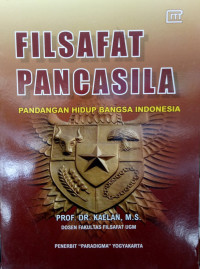 FILSAFAT
PANCASILA
PANDANGAN HIDUP BANGSA INDONESIA
PROF. DR. KAELAN, M.S.
DOSEN FAKULTAS FILSAFAT UGM
PENERBIT "PARADIGMA" YOGYAKARTA